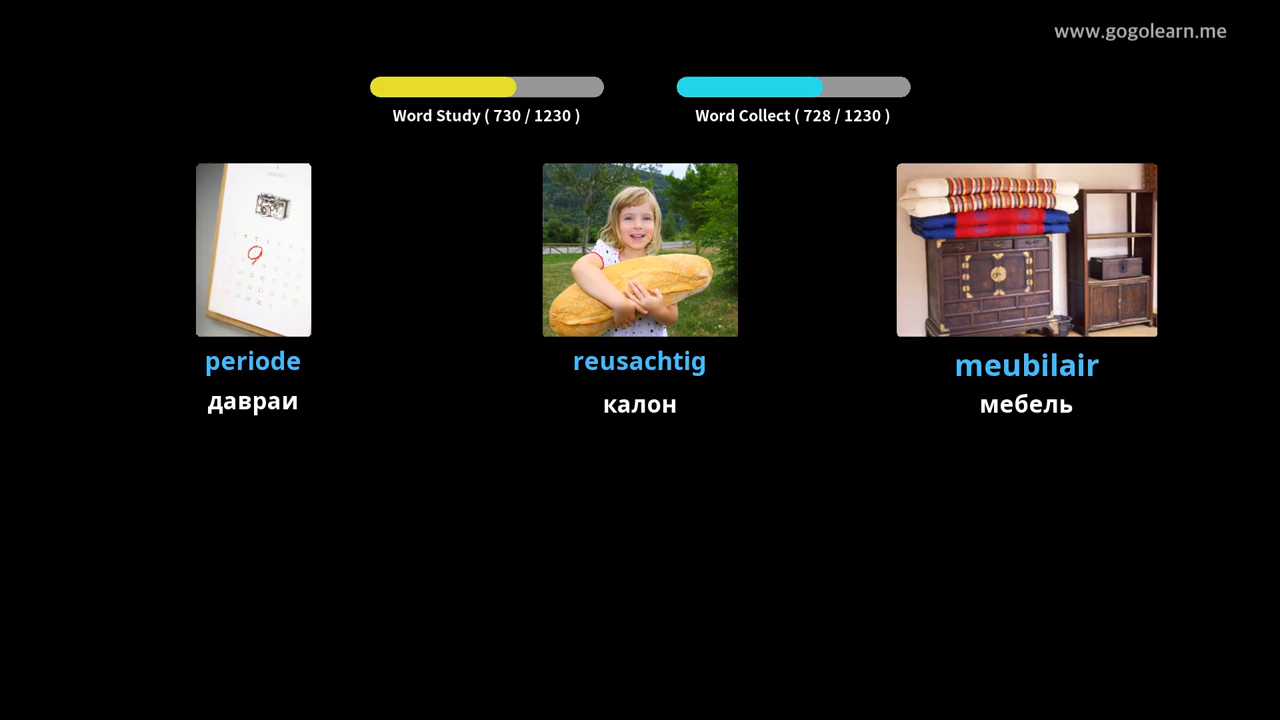 www.gogolearn.me
Word Study ( 730 / 1230 )
Word Collect ( 728 / 1230 )
periode
reusachtig
meubilair
давраи
калон
мебель